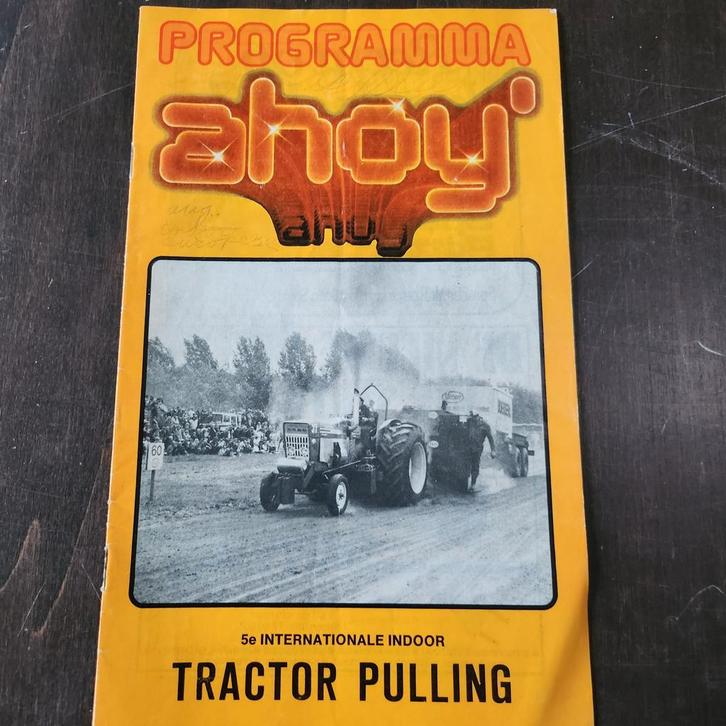 PROGRAMMA
ahoy'
ahoy
60
5e INTERNATIONALE INDOOR
TRACTOR PULLING